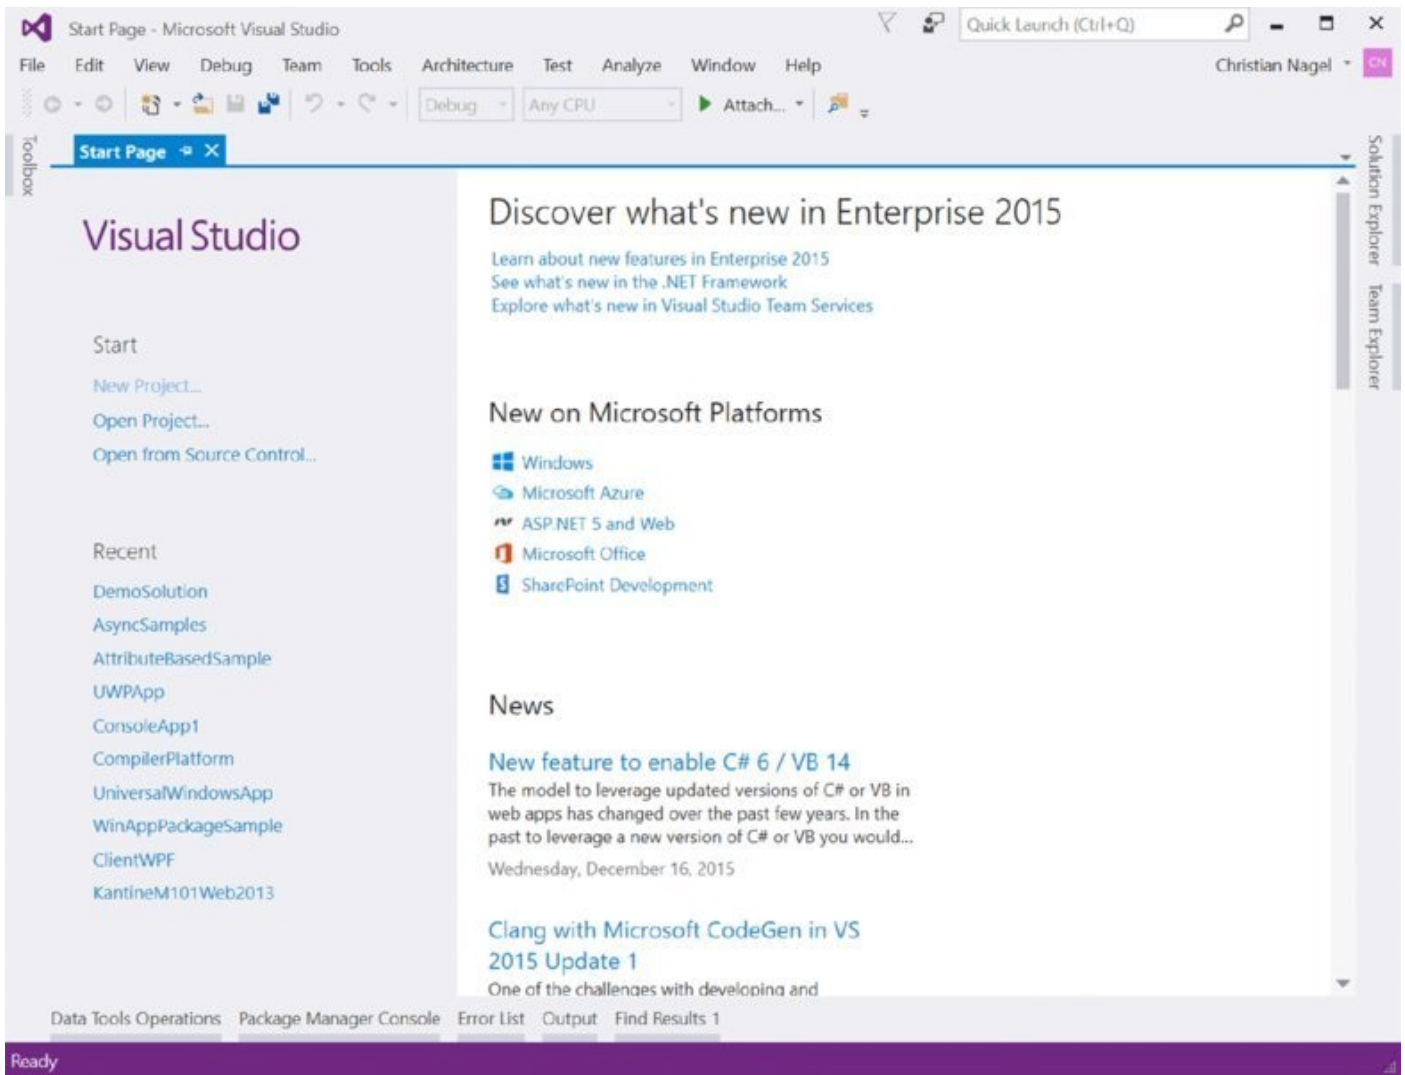 Start Page - Microsoft Visual Studio
Quick Launch (Ctrl+Q)
File Edit View Debug Team Tools Architecture Test Analyze Window Help
Christian Nagel CN
Debug Any CPU Attach...
Toolbox
Start Page
Solution Explorer
Team Explorer
Visual Studio
Start
New Project...
Open Project...
Open from Source Control...
Recent
DemoSolution
AsyncSamples
AttributeBasedSample
UWPApp
ConsoleApp1
CompilerPlatform
UniversalWindowsApp
WinAppPackageSample
ClientWPF
KantineM101Web2013
Discover what's new in Enterprise 2015
Learn about new features in Enterprise 2015
See what's new in the .NET Framework
Explore what's new in Visual Studio Team Services
New on Microsoft Platforms
Windows
Microsoft Azure
ASP.NET 5 and Web
Microsoft Office
SharePoint Development
News
New feature to enable C# 6 / VB 14
The model to leverage updated versions of C# or VB in
web apps has changed over the past few years. In the
past to leverage a new version of C# or VB you would...
Wednesday, December 16, 2015
Clang with Microsoft CodeGen in VS
2015 Update 1
One of the challenges with developing and
Data Tools Operations Package Manager Console Error List Output Find Results 1
Ready